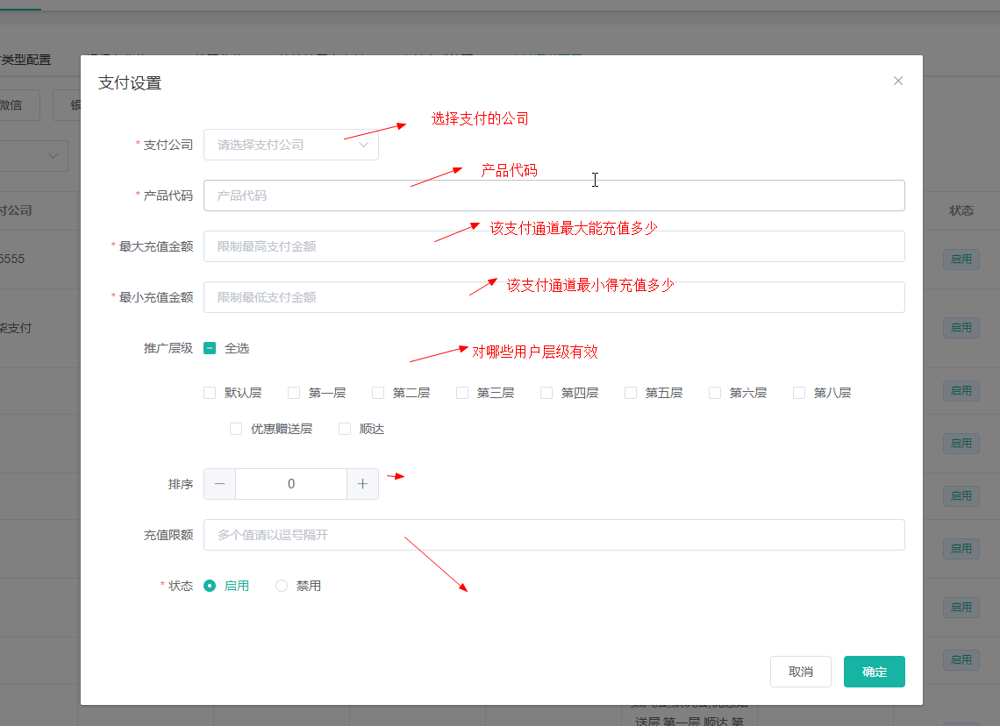 类型配置
微信
银
支付设置
选择支付的公司
* 支付公司
请选择支付公司
产品代码
* 产品代码
产品代码
付公司
状态
该支付通道最大能充值多少
* 最大充值金额
限制最高支付金额
5555
启用
该支付通道最小得充值多少
* 最小充值金额
限制最低支付金额
柴支付
启用
推广层级
全选
对哪些用户层级有效
默认层 第一层 第二层 第三层 第四层 第五层 第六层 第八层
启用
优惠赠送层 顺达
启用
排序
0
启用
充值限额
多个值请以逗号隔开
启用
* 状态
启用
禁用
启用
启用
取消
确定
送层 第一层 顺达 第